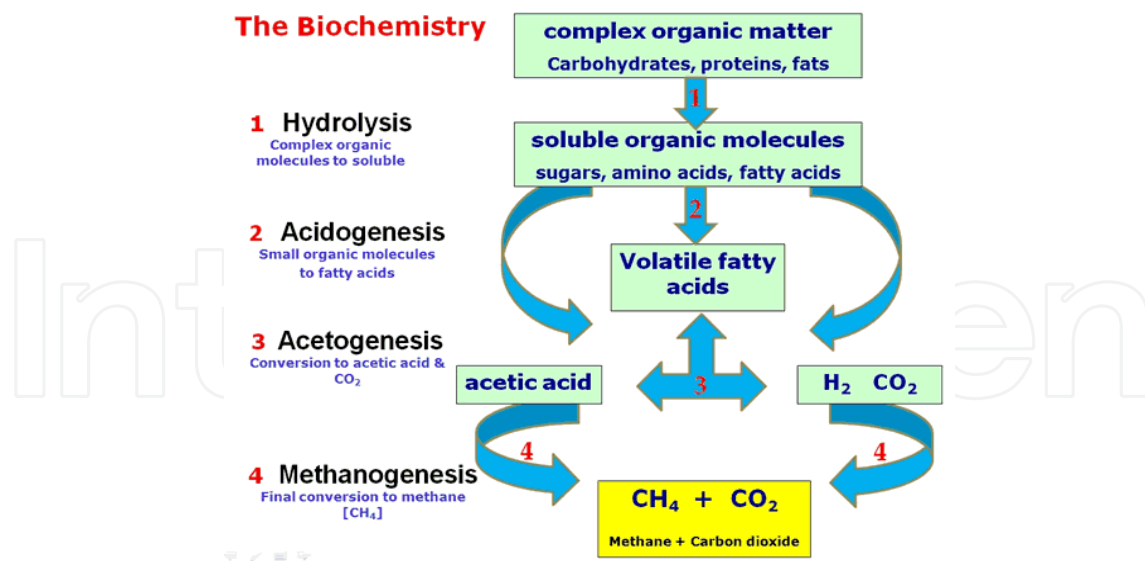 The Biochemistry
complex organic matter
Carbohydrates, proteins, fats
1
1 Hydrolysis
Complex organic
molecules to soluble
soluble organic molecules
sugars, amino acids, fatty acids
2
2 Acidogenesis
Small organic molecules
to fatty acids
Volatile fatty
acids
3 Acetogenesis
Conversion to acetic acid &
CO₂
acetic acid
3
H₂ CO₂
4
4
4 Methanogenesis
Final conversion to methane
[CH₄]
CH₄ + CO₂
Methane + Carbon dioxide